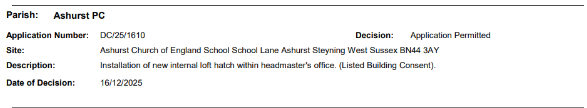 Parish: Ashurst PC
Application Number: DC/25/1610 Decision: Application Permitted
Site: Ashurst Church of England School School Lane Ashurst Steyning West Sussex BN44 3AY
Description: Installation of new internal loft hatch within headmaster's office. (Listed Building Consent).
Date of Decision: 16/12/2025